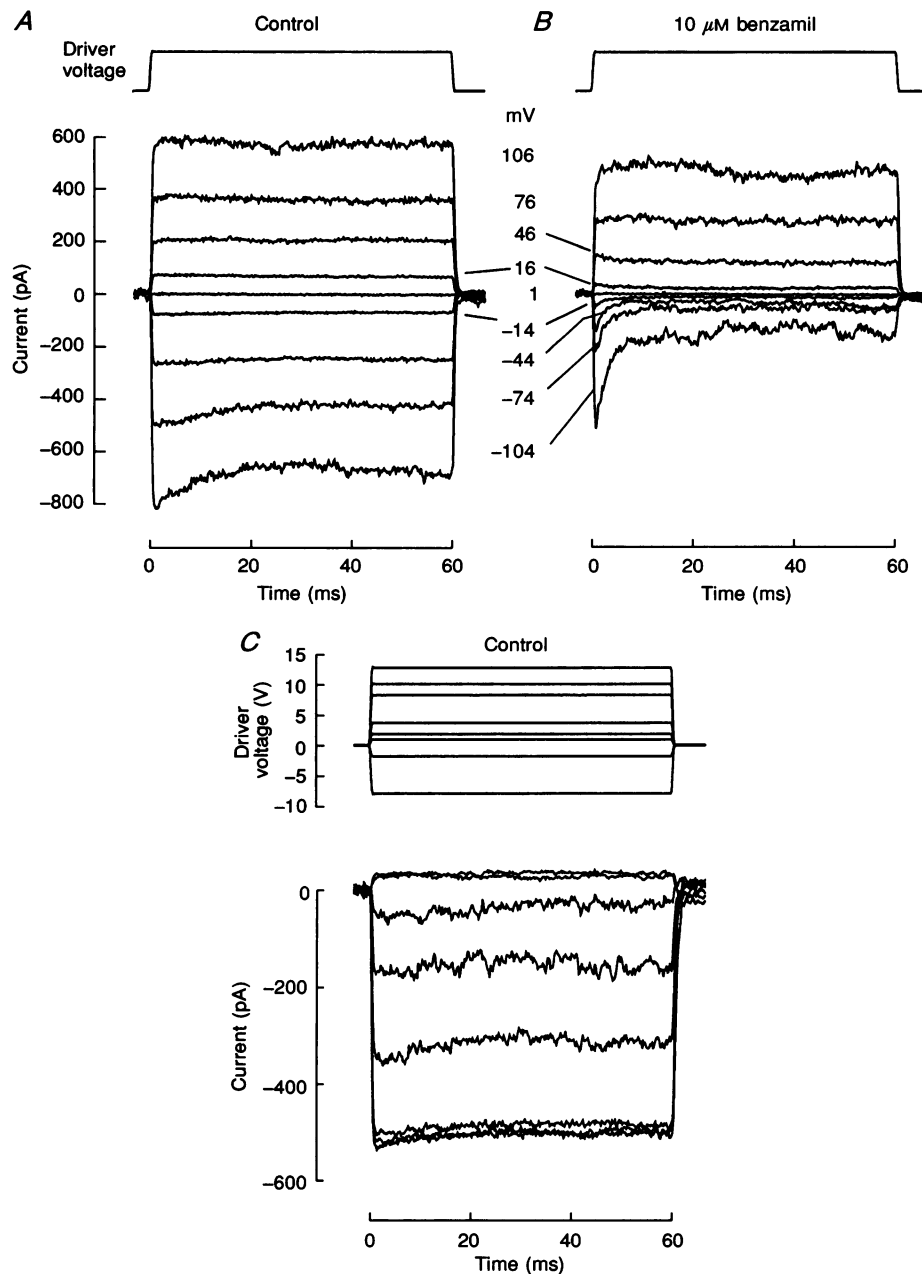 A
Control
B
10 μM benzamil
Driver
voltage
mV
106
76
46
16
1
−14
−44
−74
−104
600
400
200
0
−200
−400
−600
−800
Current (pA)
0 20 40 60
Time (ms)
0 20 40 60
Time (ms)
C
Control
15
10
5
0
−5
−10
Driver
voltage (V)
0
−200
−400
−600
Current (pA)
0 20 40 60
Time (ms)